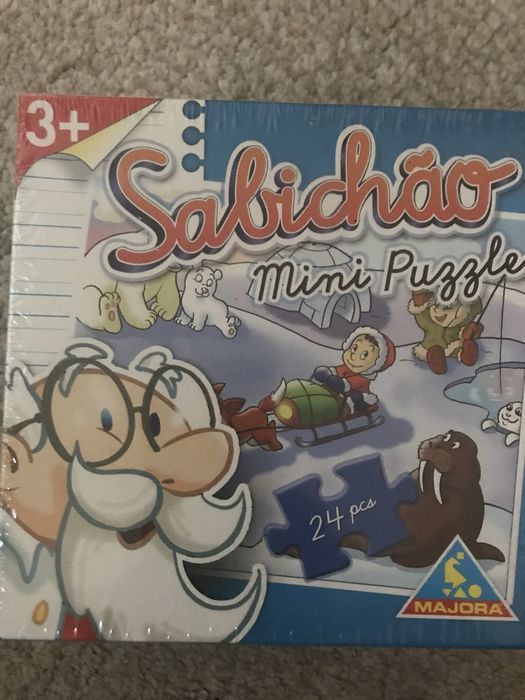 3+
Sabichão
Mini Puzzle
24 pcs
MAJORA